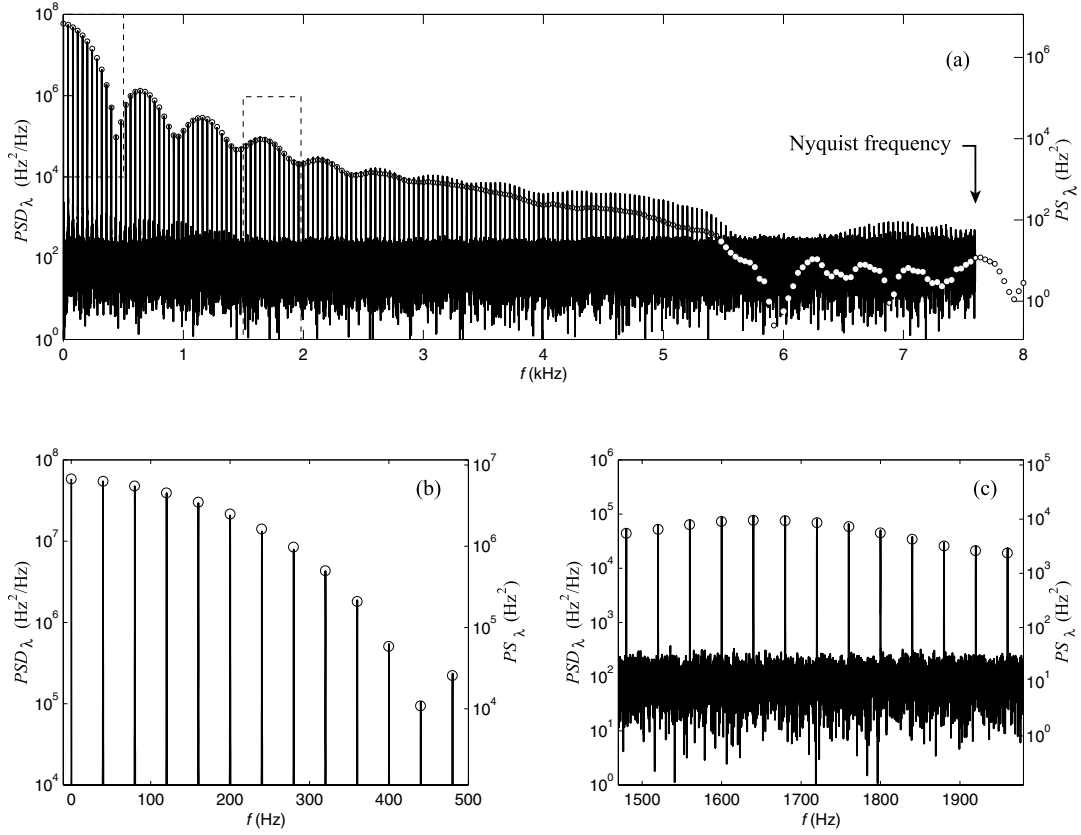 (a)
10^8
10^6
10^4
10^2
10^0
PSD_λ (Hz^2/Hz)
10^6
10^4
10^2
10^0
PS_λ (Hz^2)
Nyquist frequency
0 1 2 3 4 5 6 7 8
f (kHz)
(b)
10^8
10^7
10^6
10^5
10^4
PSD_λ (Hz^2/Hz)
10^7
10^6
10^5
10^4
PS_λ (Hz^2)
0 100 200 300 400 500
f (Hz)
(c)
10^6
10^5
10^4
10^3
10^2
10^1
10^0
PSD_λ (Hz^2/Hz)
10^5
10^4
10^3
10^2
10^1
10^0
PS_λ (Hz^2)
1500 1600 1700 1800 1900
f (Hz)